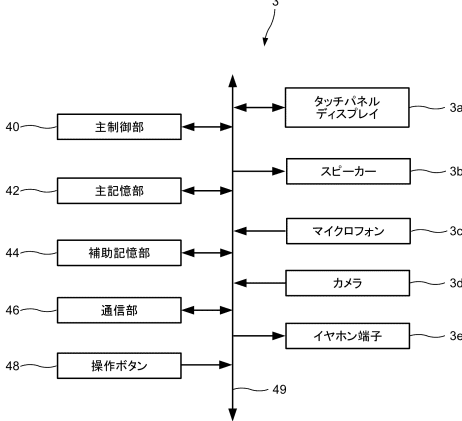 3
タッチパネル
ディスプレイ
3a
40
主制御部
スピーカー
3b
42
主記憶部
マイクロフォン
3c
44
補助記憶部
カメラ
3d
46
通信部
イヤホン端子
3e
48
操作ボタン
49